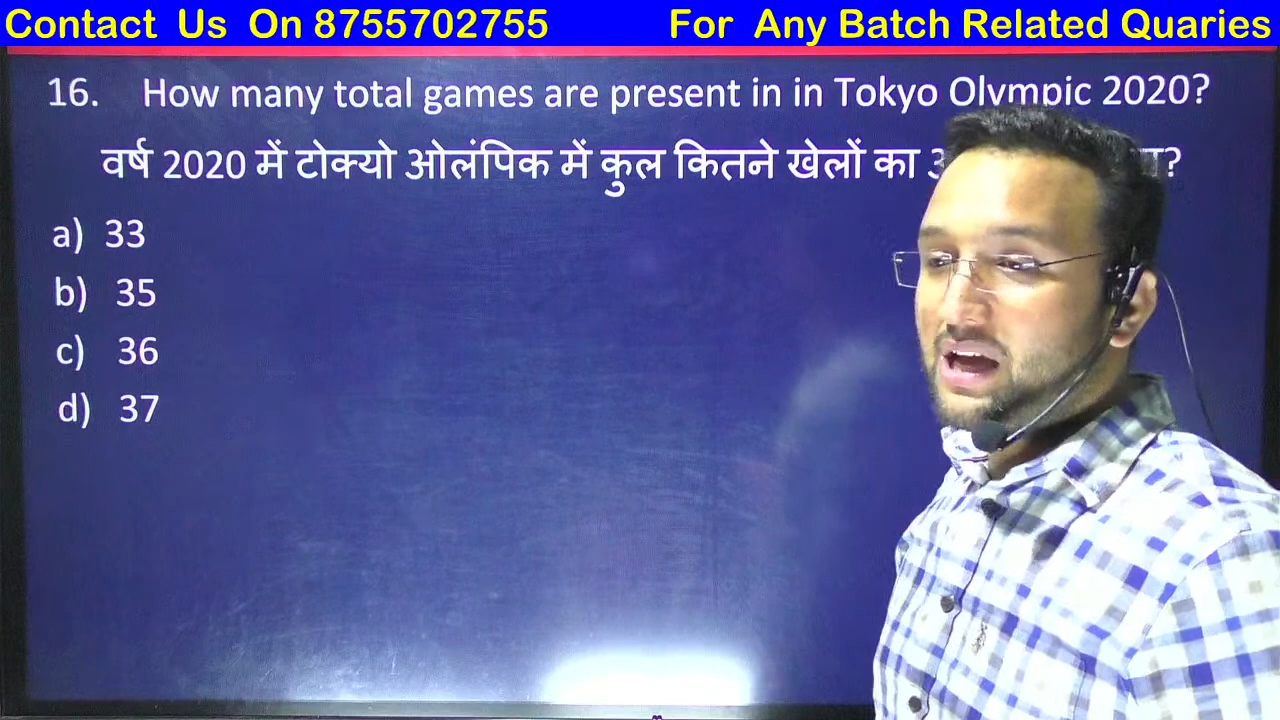 Contact Us On 8755702755 For Any Batch Related Quaries
16. How many total games are present in in Tokyo Olympic 2020?
वर्ष 2020 में टोक्यो ओलंपिक में कुल कितने खेलों का
a) 33
b) 35
c) 36
d) 37